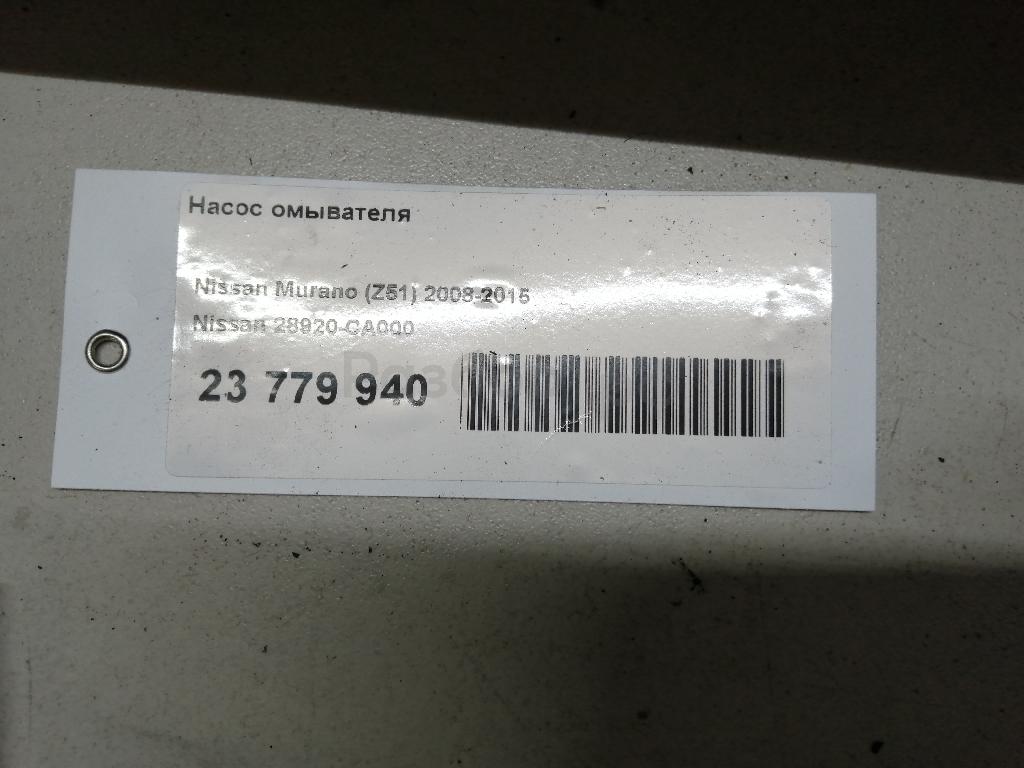 Насос омывателя
Nissan Murano (Z51) 2008-2015
Nissan 28920-CA000
23 779 940